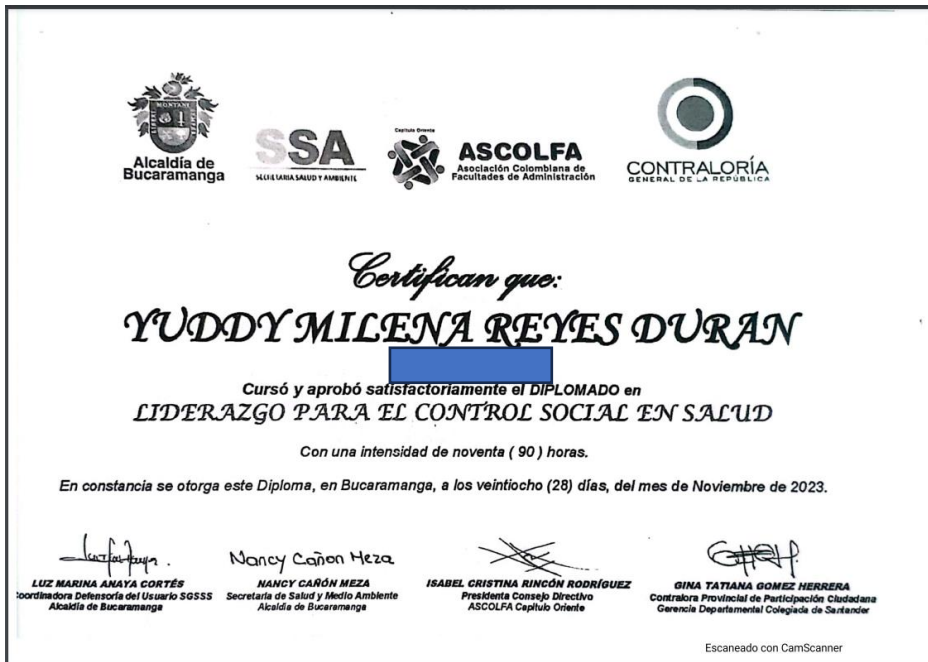 MONTANI
Alcaldía de
Bucaramanga
SSA
SECRETARIA SALUD Y AMBIENTE
Capítulo Oriente
ASCOLFA
Asociación Colombiana de
Facultades de Administración
CONTRALORÍA
GENERAL DE LA REPÚBLICA
Certifican que:
YUDDY MILENA REYES DURAN
Cursó y aprobó satisfactoriamente el DIPLOMADO en
LIDERAZGO PARA EL CONTROL SOCIAL EN SALUD
Con una intensidad de noventa ( 90 ) horas.
En constancia se otorga este Diploma, en Bucaramanga, a los veintiocho (28) días, del mes de Noviembre de 2023.
Nancy Cañon Meza
LUZ MARINA ANAYA CORTÉS
Coordinadora Defensoría del Usuario SGSSS
Alcaldía de Bucaramanga
NANCY CAÑÓN MEZA
Secretaria de Salud y Medio Ambiente
Alcaldía de Bucaramanga
ISABEL CRISTINA RINCÓN RODRÍGUEZ
Presidenta Consejo Directivo
ASCOLFA Capítulo Oriente
GINA TATIANA GOMEZ HERRERA
Contralora Provincial de Participación Ciudadana
Gerencia Departamental Colegiada de Santander
Escaneado con CamScanner